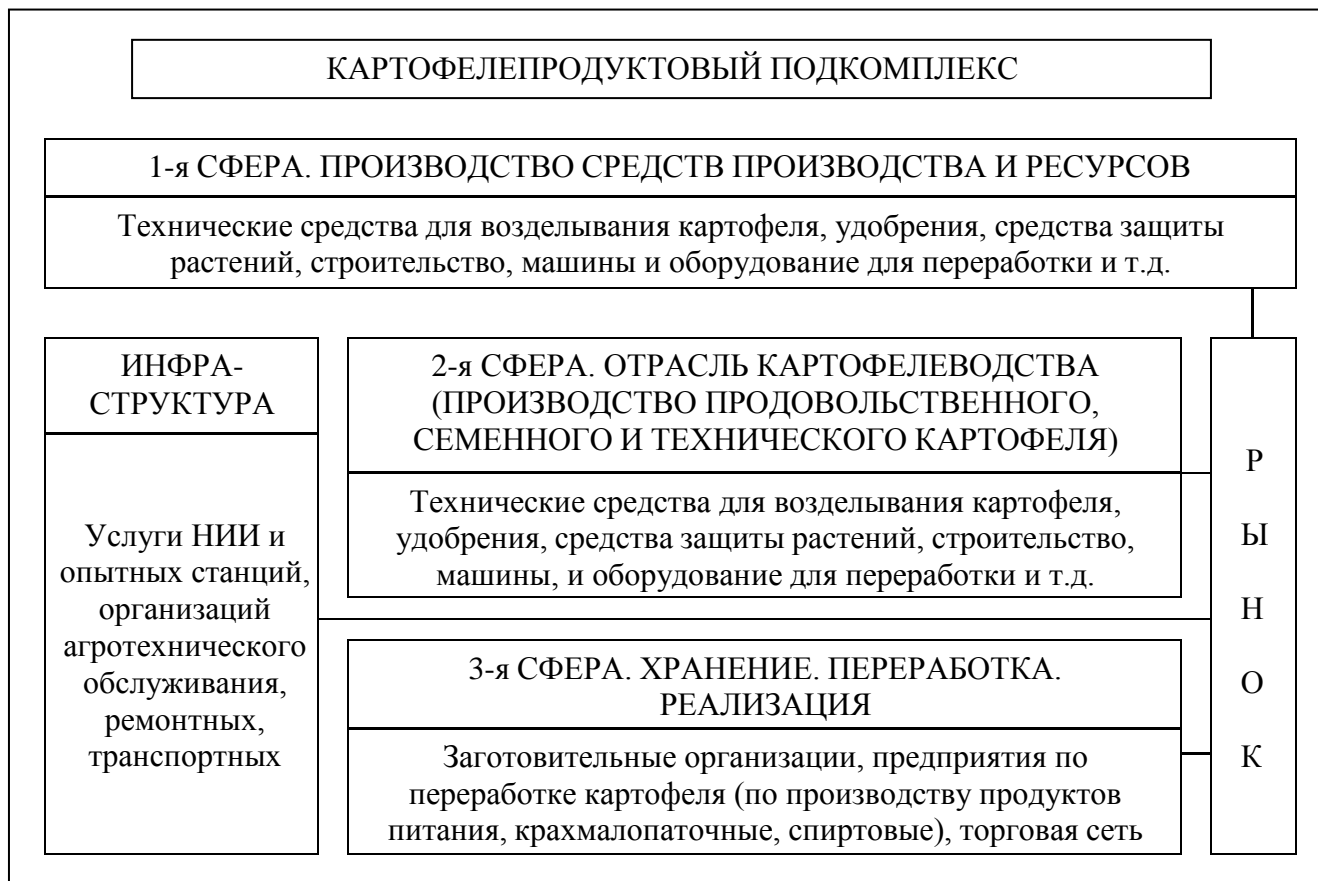 КАРТОФЕЛЕПРОДУКТОВЫЙ ПОДКОМПЛЕКС
1-я СФЕРА. ПРОИЗВОДСТВО СРЕДСТВ ПРОИЗВОДСТВА И РЕСУРСОВ
Технические средства для возделывания картофеля, удобрения, средства защиты
растений, строительство, машины и оборудование для переработки и т.д.
ИНФРА-
СТРУКТУРА
Услуги НИИ и
опытных станций,
организаций
агротехнического
обслуживания,
ремонтных,
транспортных
2-я СФЕРА. ОТРАСЛЬ КАРТОФЕЛЕВОДСТВА
(ПРОИЗВОДСТВО ПРОДОВОЛЬСТВЕННОГО,
СЕМЕННОГО И ТЕХНИЧЕСКОГО КАРТОФЕЛЯ)
Технические средства для возделывания картофеля,
удобрения, средства защиты растений, строительство,
машины, и оборудование для переработки и т.д.
3-я СФЕРА. ХРАНЕНИЕ. ПЕРЕРАБОТКА.
РЕАЛИЗАЦИЯ
Заготовительные организации, предприятия по
переработке картофеля (по производству продуктов
питания, крахмалопаточные, спиртовые), торговая сеть
Р
Ы
Н
О
К